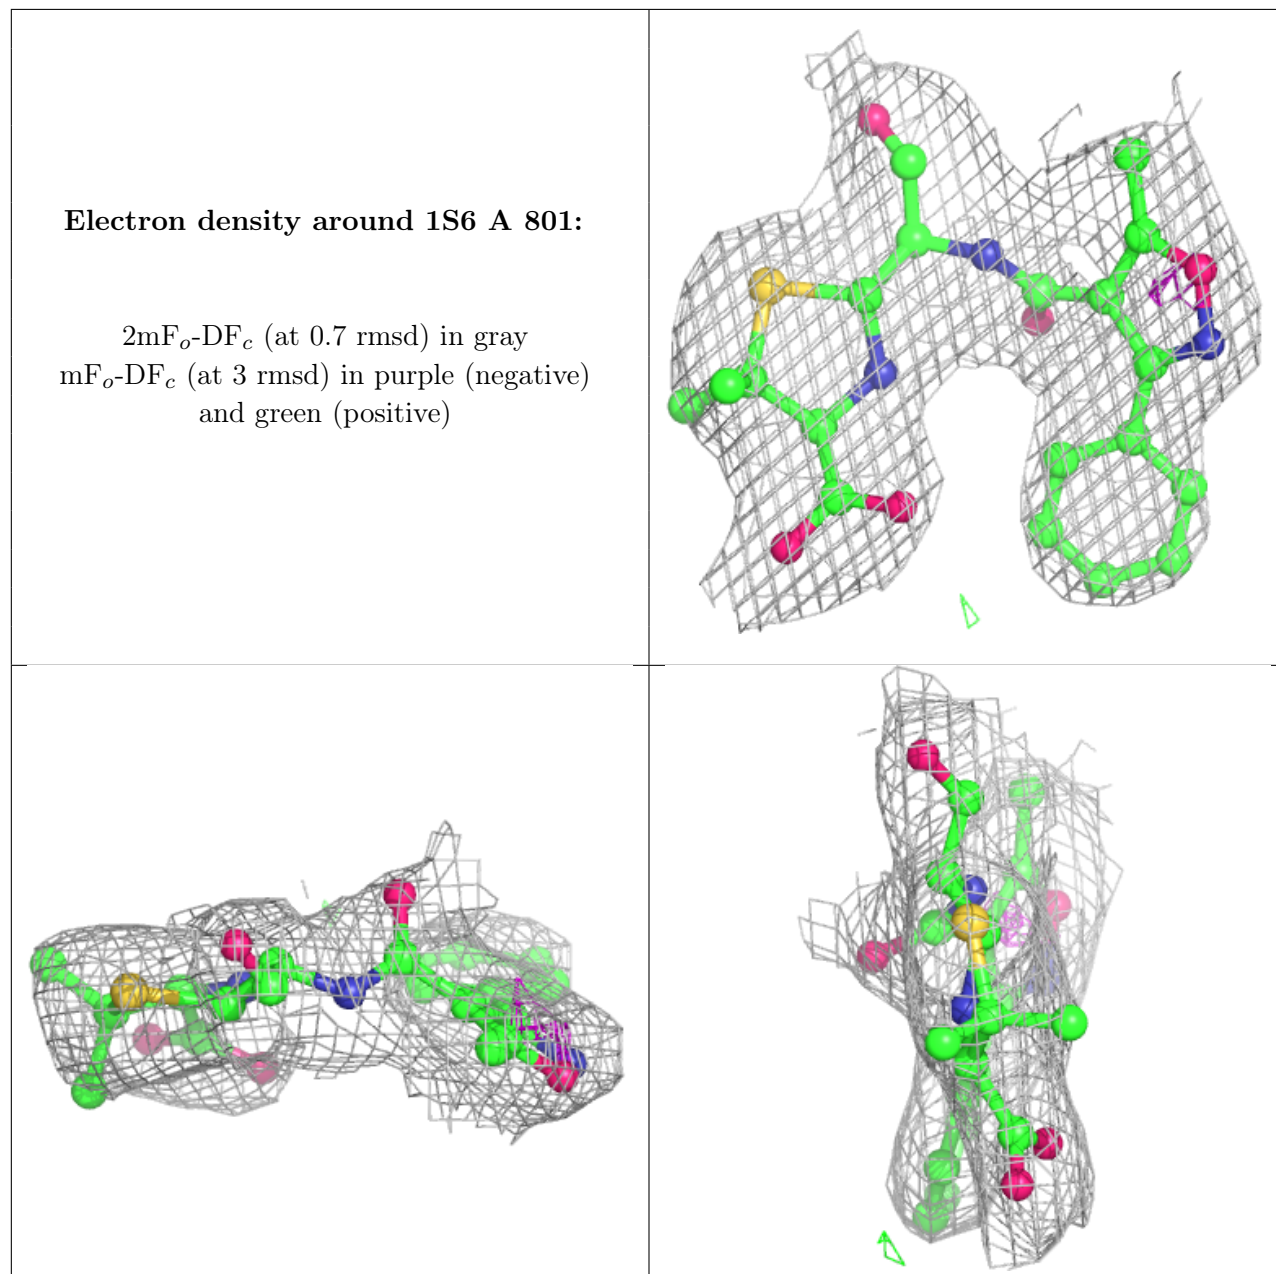 Electron density around 1S6 A 801:
2mFo-DFc (at 0.7 rmsd) in gray
mFo-DFc (at 3 rmsd) in purple (negative)
and green (positive)